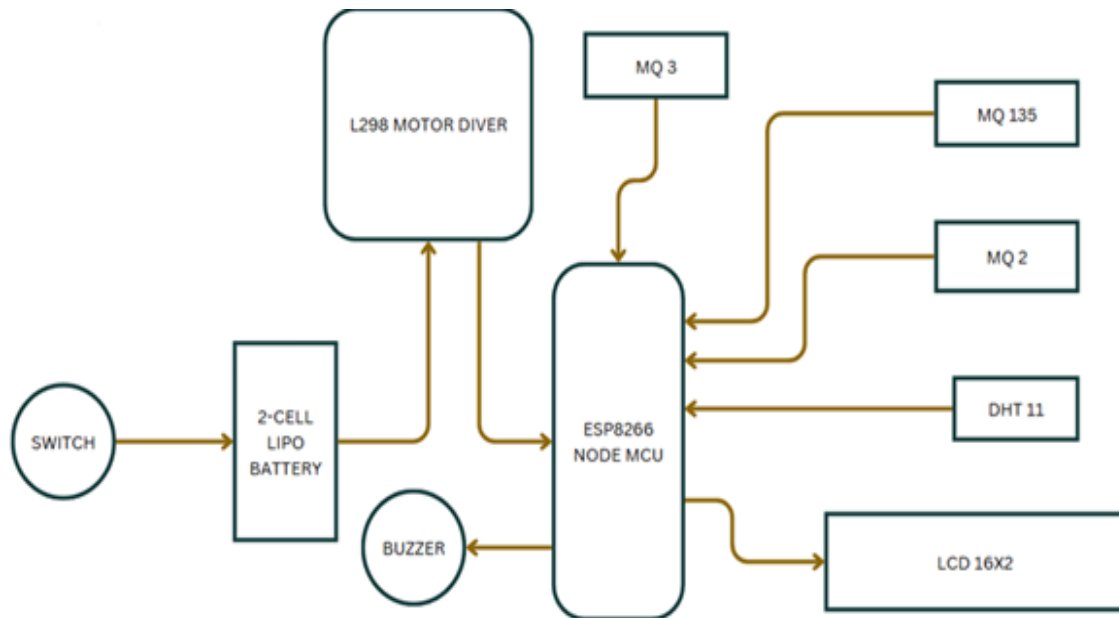 MQ 3
MQ 135
L298 MOTOR DIVER
MQ 2
DHT 11
SWITCH
2-CELL
LIPO
BATTERY
ESP8266
NODE MCU
BUZZER
LCD 16X2